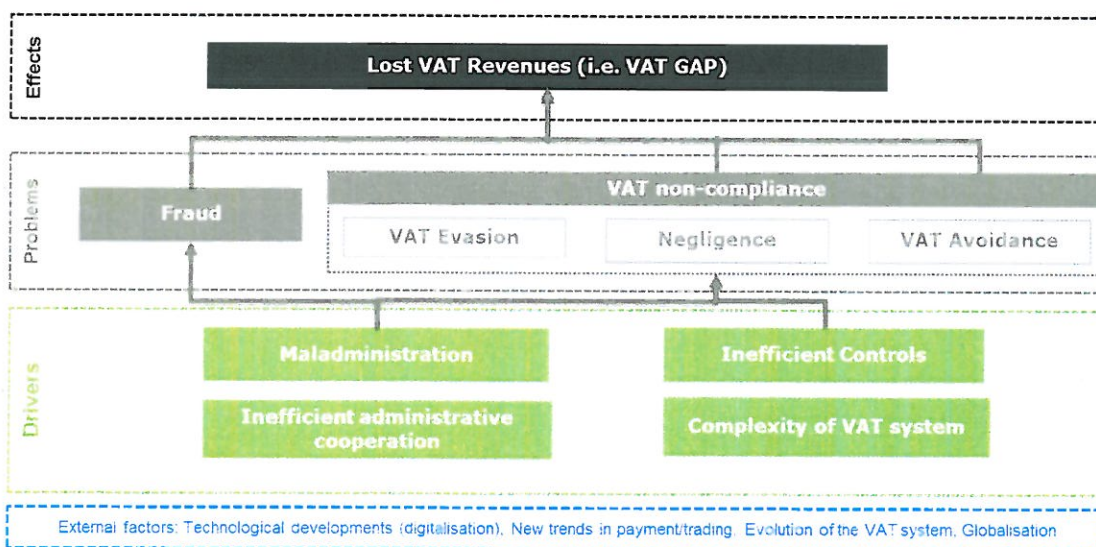 Effects
Lost VAT Revenues (i.e. VAT GAP)
Problems
Fraud
VAT non-compliance
VAT Evasion
Negligence
VAT Avoidance
Drivers
Maladministration
Inefficient Controls
Inefficient administrative
cooperation
Complexity of VAT system
External factors: Technological developments (digitalisation), New trends in payment/trading, Evolution of the VAT system, Globalisation